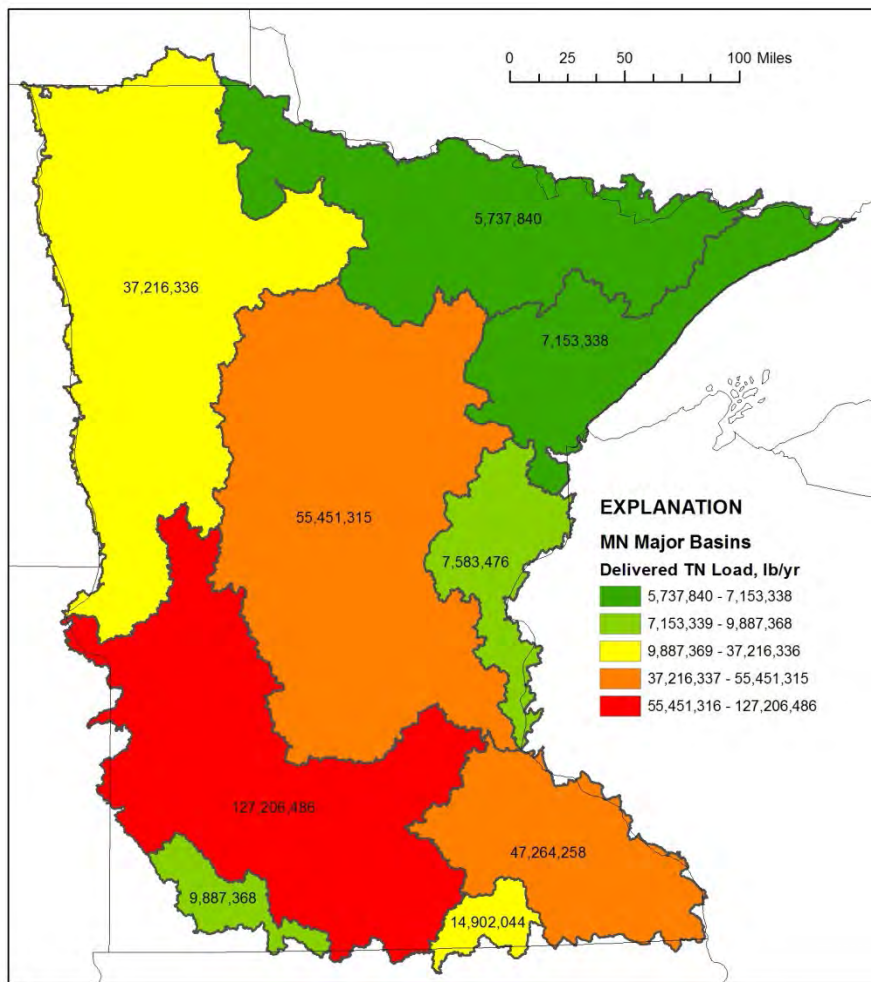 0 25 50 100 Miles
5,737,840
37,216,336
7,153,338
EXPLANATION
55,451,315
MN Major Basins
7,583,476
Delivered TN Load, lb/yr
5,737,840 - 7,153,338
7,153,339 - 9,887,368
9,887,369 - 37,216,336
37,216,337 - 55,451,315
55,451,316 - 127,206,486
127,206,486
47,264,258
9,887,368
14,902,044